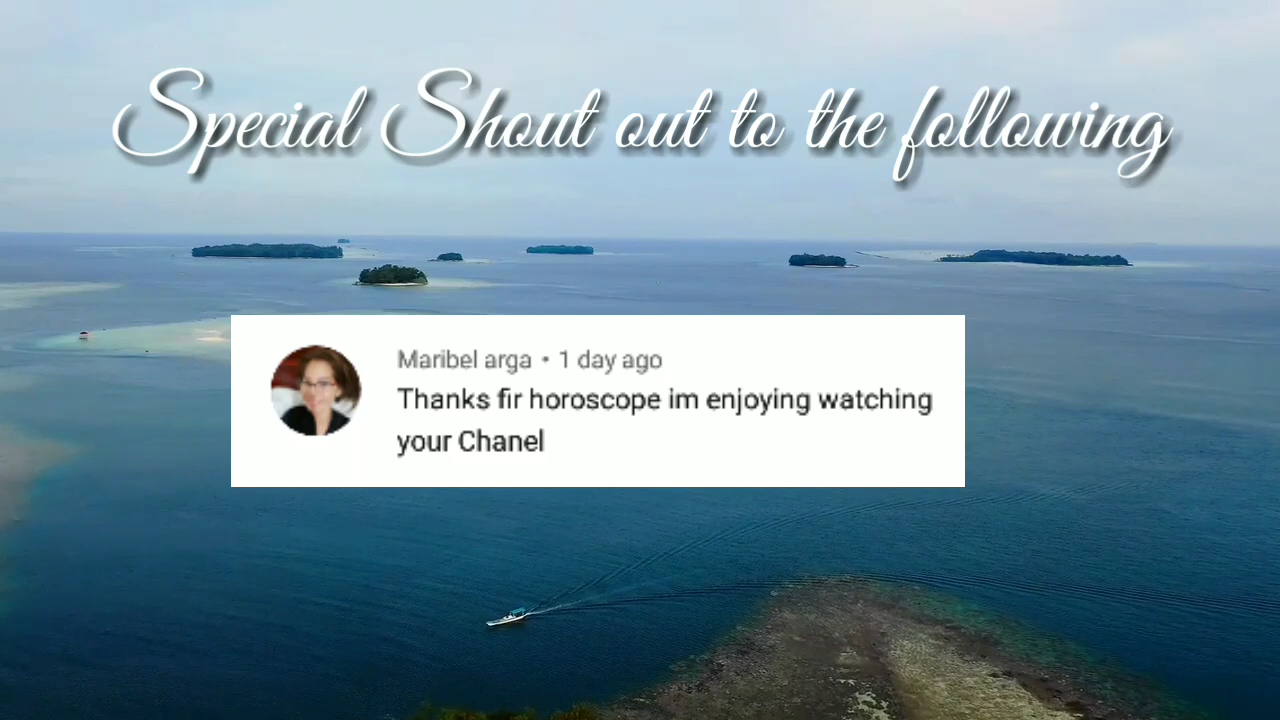 Special Shout out to the following
Maribel arga • 1 day ago
Thanks fir horoscope im enjoying watching
your Chanel